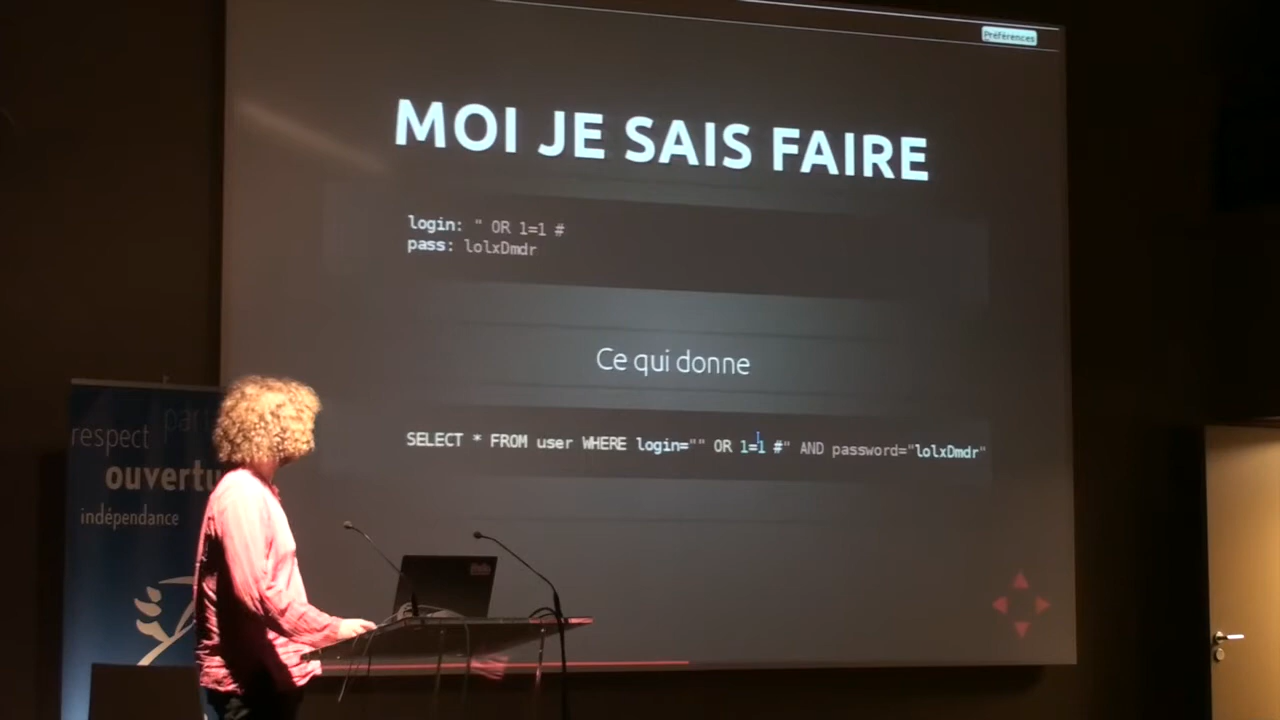 Préférences
MOI JE SAIS FAIRE
login: " OR 1=1 #
pass: lolxDmdr
Ce qui donne
SELECT * FROM user WHERE login="" OR 1=1 #" AND password="lolxDmdr"
respect
indépendance